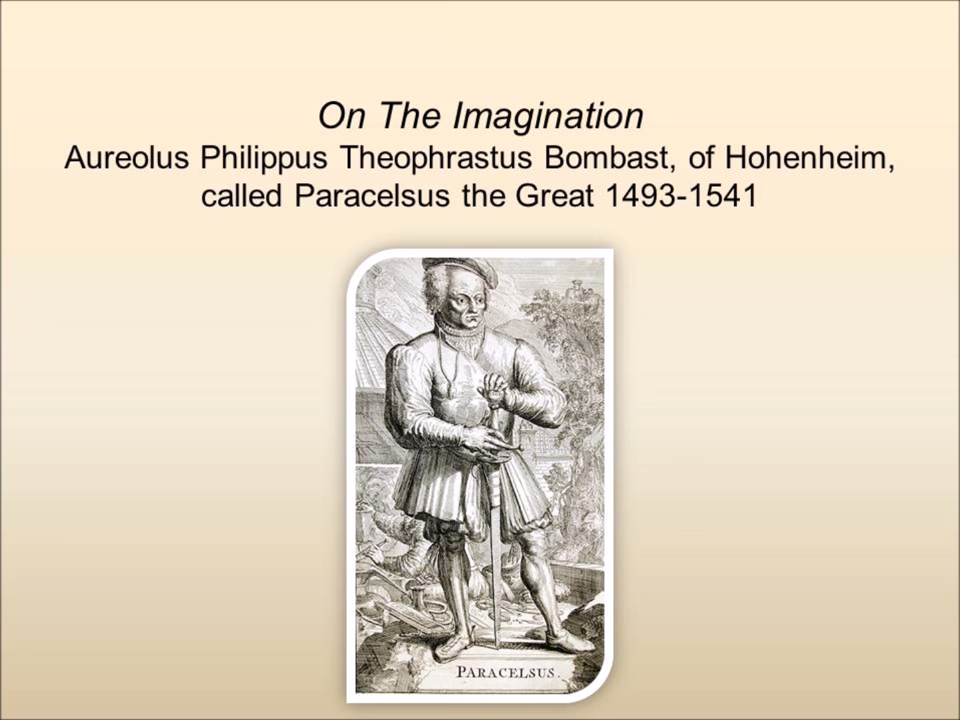 On The Imagination
Aureolus Philippus Theophrastus Bombast, of Hohenheim,
called Paracelsus the Great 1493-1541
PARACELSUS.